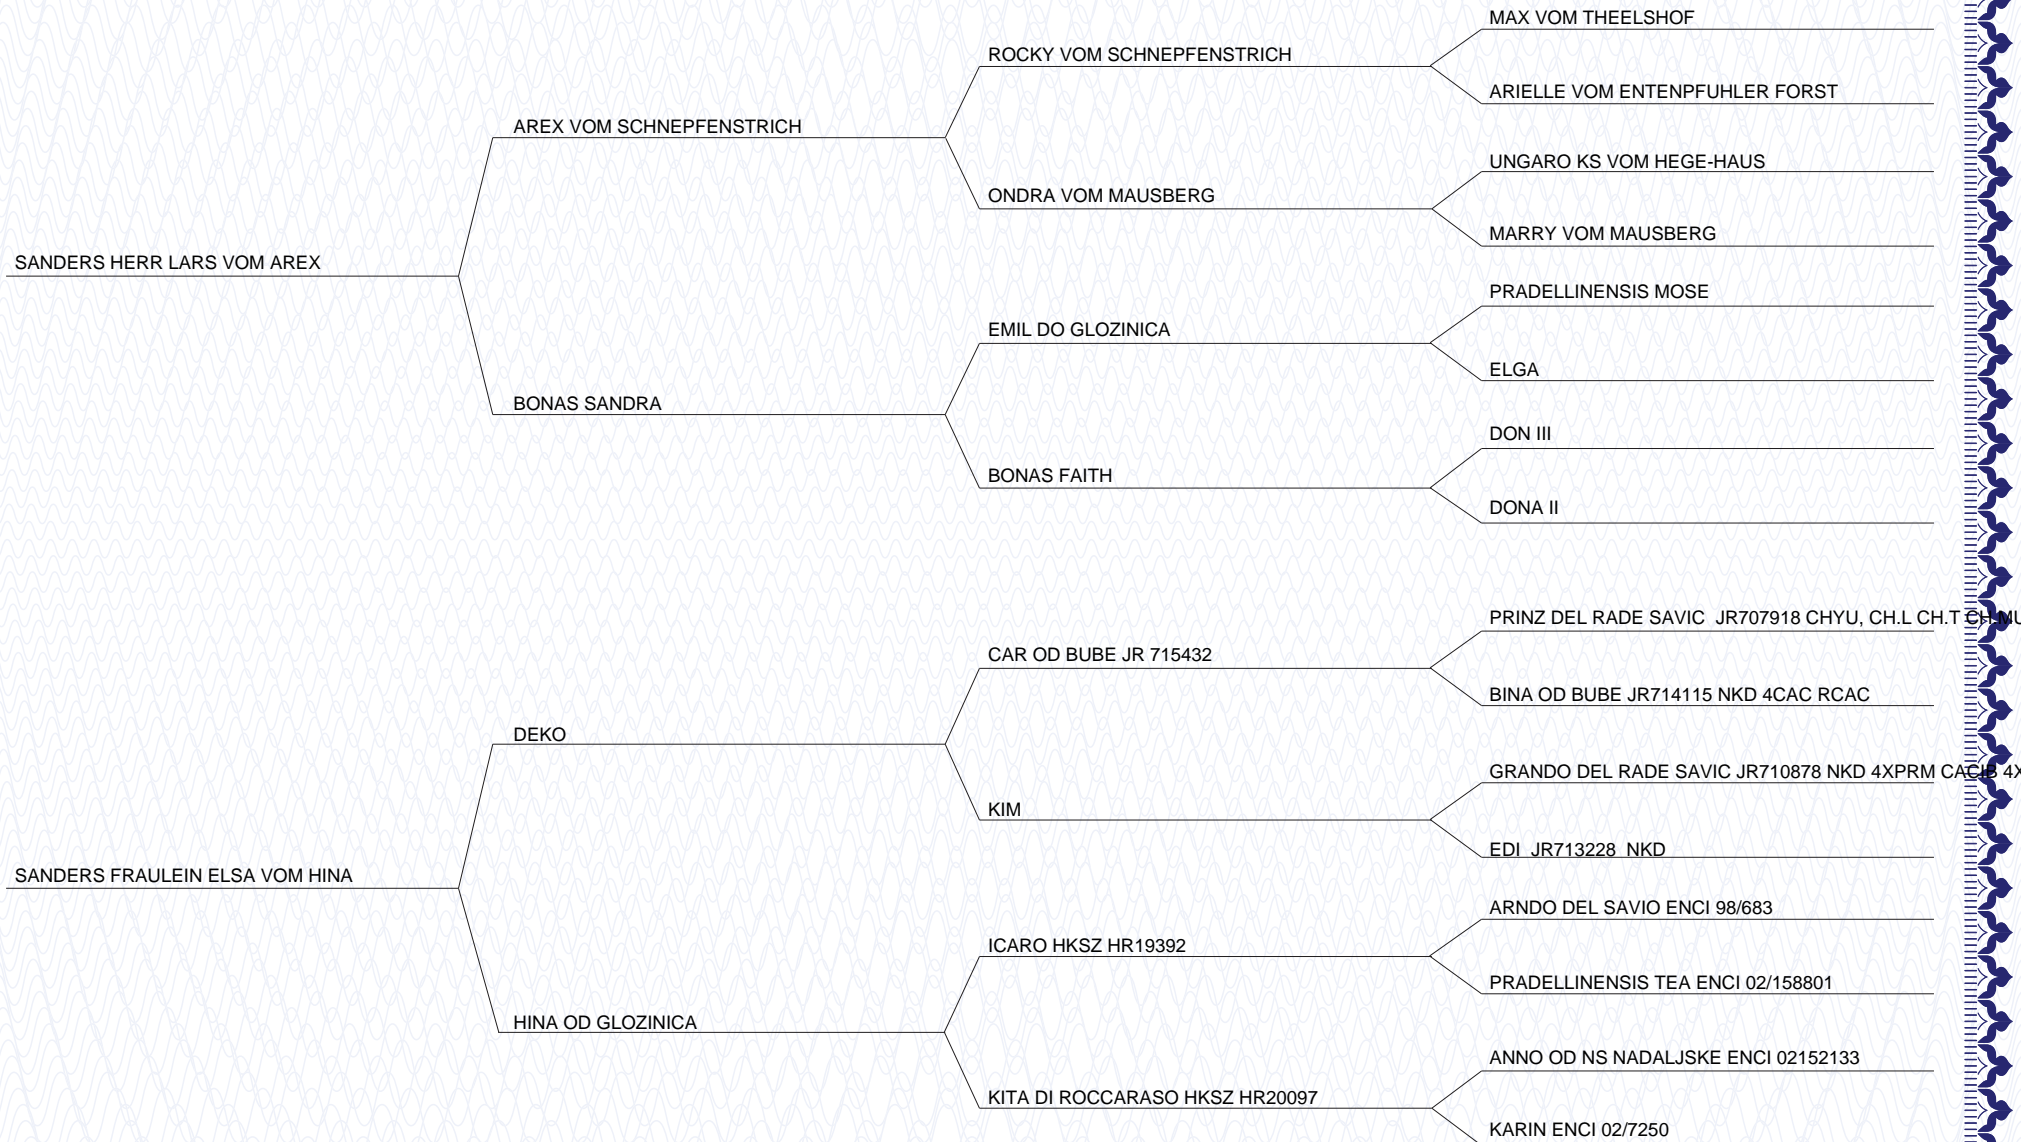 MAX VOM THEELSHOF
ROCKY VOM SCHNEPFENSTRICH
ARIELLE VOM ENTENPFUHLER FORST
AREX VOM SCHNEPFENSTRICH
UNGARO KS VOM HEGE-HAUS
ONDRA VOM MAUSBERG
MARRY VOM MAUSBERG
SANDERS HERR LARS VOM AREX
PRADELLINENSIS MOSE
EMIL DO GLOZINICA
ELGA
BONAS SANDRA
DON III
BONAS FAITH
DONA II
PRINZ DEL RADE SAVIC  JR707918 CHYU, CH.L CH.T CH MU
CAR OD BUBE JR 715432
BINA OD BUBE JR714115 NKD 4CAC RCAC
DEKO
GRANDO DEL RADE SAVIC JR710878 NKD 4XPRM CACIB 4X
KIM
EDI  JR713228  NKD
SANDERS FRAULEIN ELSA VOM HINA
ARNDO DEL SAVIO ENCI 98/683
ICARO HKSZ HR19392
PRADELLINENSIS TEA ENCI 02/158801
HINA OD GLOZINICA
ANNO OD NS NADALJSKE ENCI 02152133
KITA DI ROCCARASO HKSZ HR20097
KARIN ENCI 02/7250